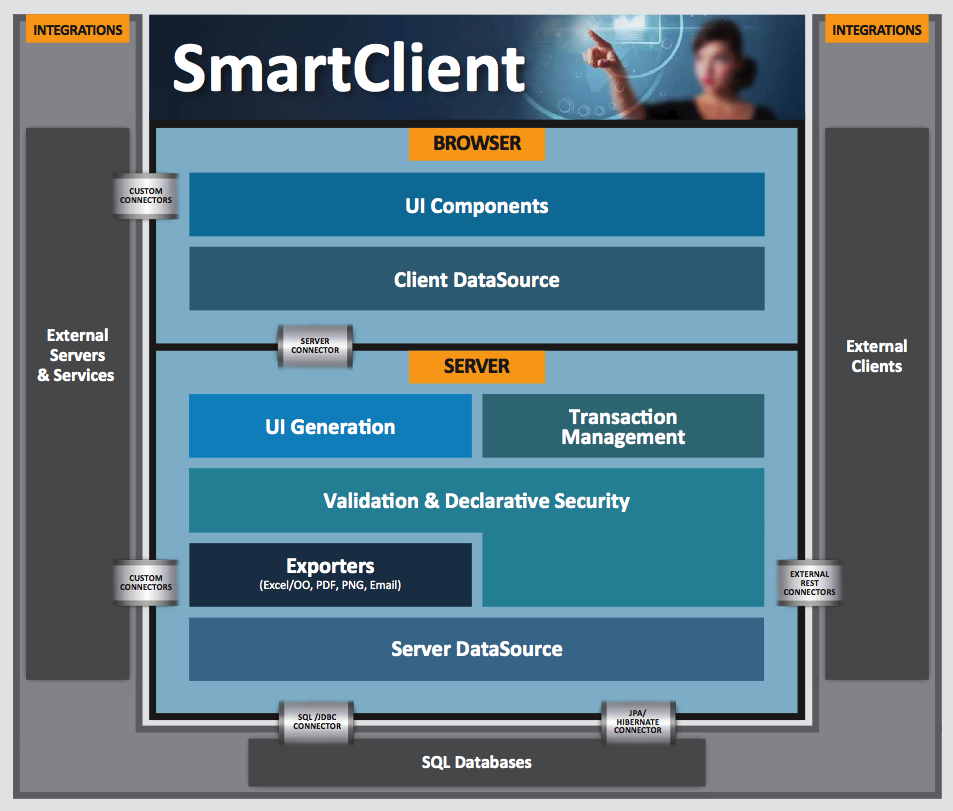 INTEGRATIONS
SmartClient
INTEGRATIONS
BROWSER
CUSTOM
CONNECTORS
UI Components
Client DataSource
External
Servers
& Services
SERVER
CONNECTOR
External
Clients
SERVER
UI Generation
Transaction
Management
Validation & Declarative Security
Exporters
(Excel/OO, PDF, PNG, Email)
CUSTOM
CONNECTORS
EXTERNAL
REST
CONNECTORS
Server DataSource
SQL /JDBC
CONNECTOR
JPA/
HIBERNATE
CONNECTOR
SQL Databases